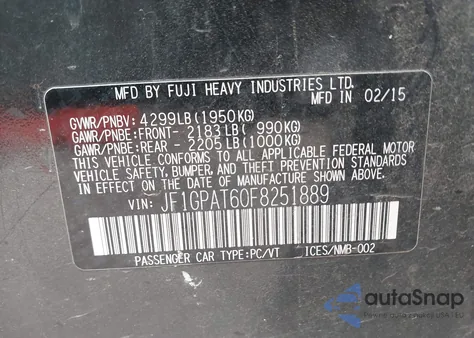 MFD BY FUJI HEAVY INDUSTRIES LTD.
MFD IN 02/15
GVWR/PNBV: 4299LB(1950KG)
GAWR/PNBE:FRONT- 2183LB( 990KG)
GAWR/PNBE:REAR - 2205LB(1000KG)
THIS VEHICLE CONFORMS TO ALL APPLICABLE FEDERAL MOTOR
VEHICLE SAFETY, BUMPER, AND THEFT PREVENTION STANDARDS
IN EFFECT ON THE DATE OF MANUFACTURE SHOWN ABOVE.
VIN: JF1GPAT60F8251889
PASSENGER CAR TYPE:PC/VT ICES/NMB-002
autoSnap